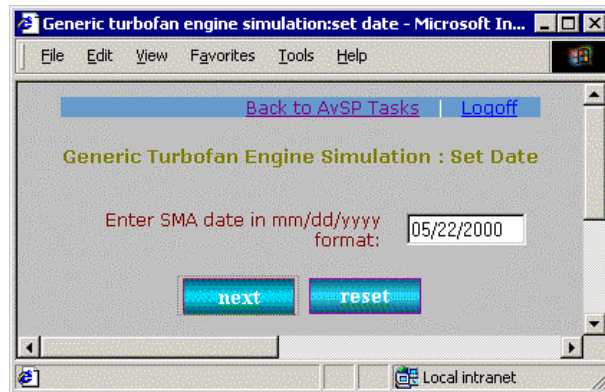 Generic turbofan engine simulation:set date - Microsoft In...
File Edit View Favorites Tools Help
Back to AvSP Tasks | Logoff
Generic Turbofan Engine Simulation : Set Date
Enter SMA date in mm/dd/yyyy
format:
05/22/2000
next reset
Local intranet